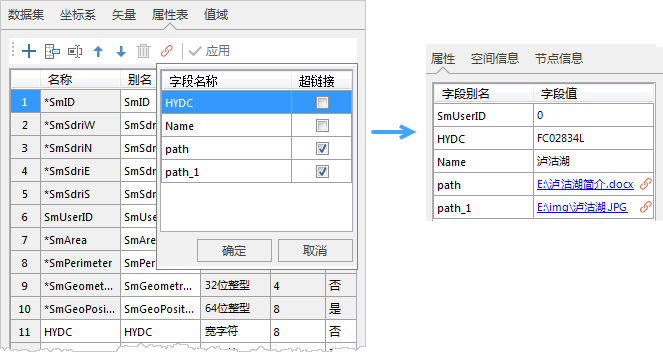 数据集 坐标系 矢量 属性表 值域
应用
名称 别名
1 *SmID SmID
2 *SmSdriW SmSdri
3 *SmSdriN SmSdri
4 *SmSdriE SmSdri
5 *SmSdriS SmSdri
6 SmUserID SmUse
7 *SmArea SmArea
8 *SmPerimeter SmPer
9 *SmGeomet... SmGeometr... 32位整型 4 否
10 *SmGeoPosi... SmGeoPosit... 64位整型 8 是
11 HYDC HYDC 宽字符 8 否
字段名称 超链接
HYDC
Name
path
path_1
确定 取消
属性 空间信息 节点信息
字段别名 字段值
SmUserID 0
HYDC FC02834L
Name 泸沽湖
path E:\泸沽湖简介.docx
path_1 E:\img\泸沽湖.JPG